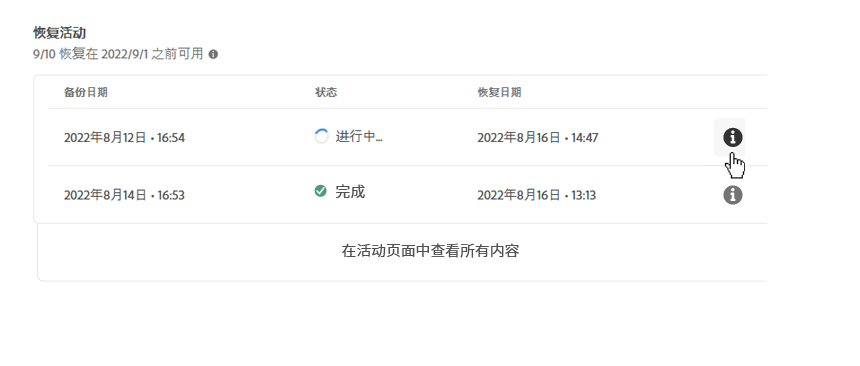 恢复活动
9/10 恢复在 2022/9/1 之前可用
备份日期 状态 恢复日期
2022年8月12日 • 16:54 进行中... 2022年8月16日 • 14:47
2022年8月14日 • 16:53 完成 2022年8月16日 • 13:13
在活动页面中查看所有内容